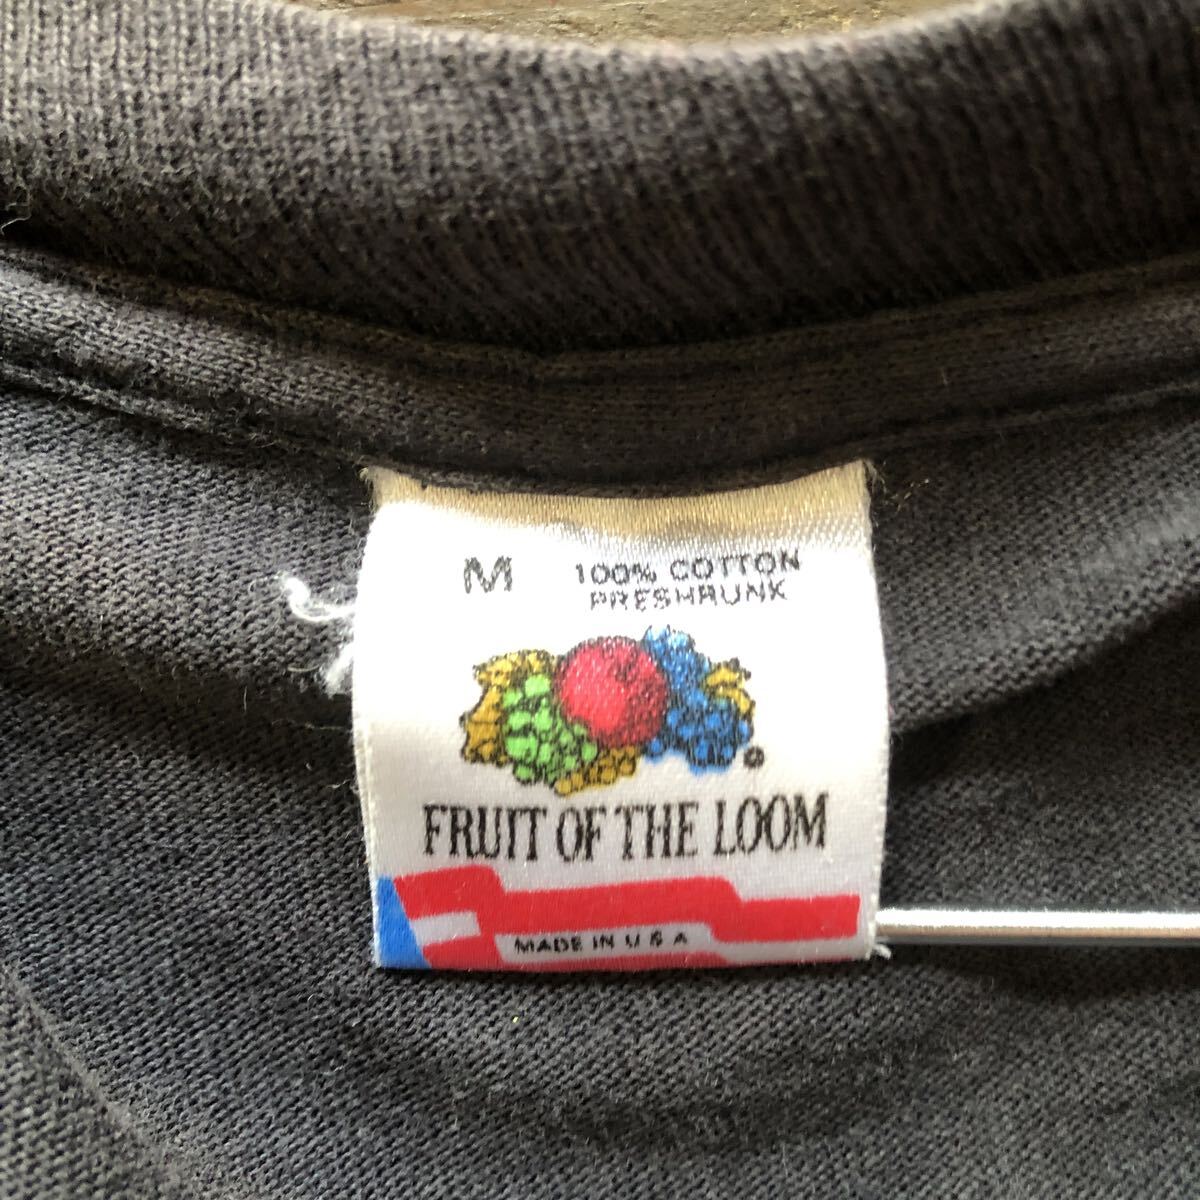 M
100% COTTON
PRESHRUNK
®
FRUIT OF THE LOOM
MADE IN U S A